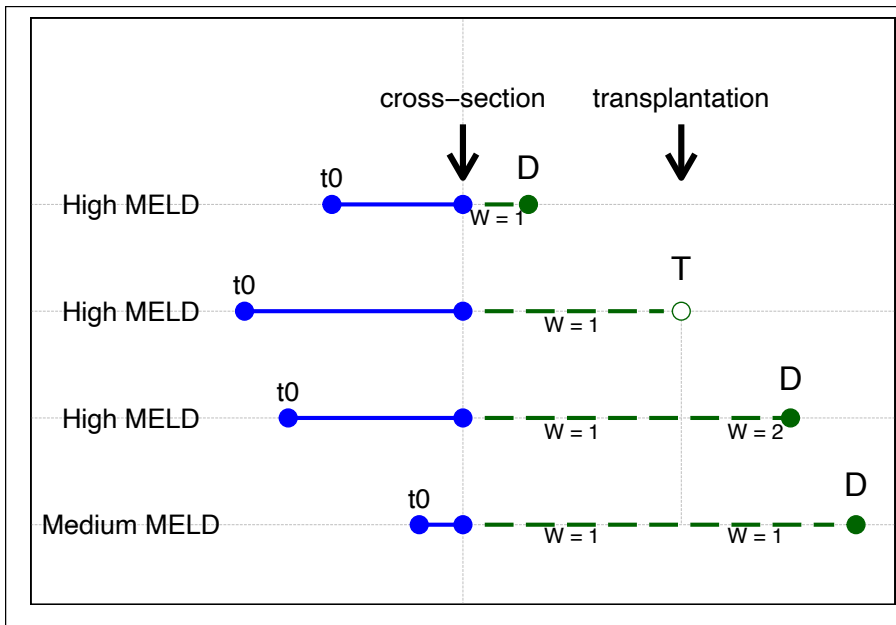 cross−section transplantation
t0 D
High MELD
W = 1
t0 T
High MELD
W = 1
t0 D
High MELD
W = 1 W = 2
t0 D
Medium MELD
W = 1 W = 1